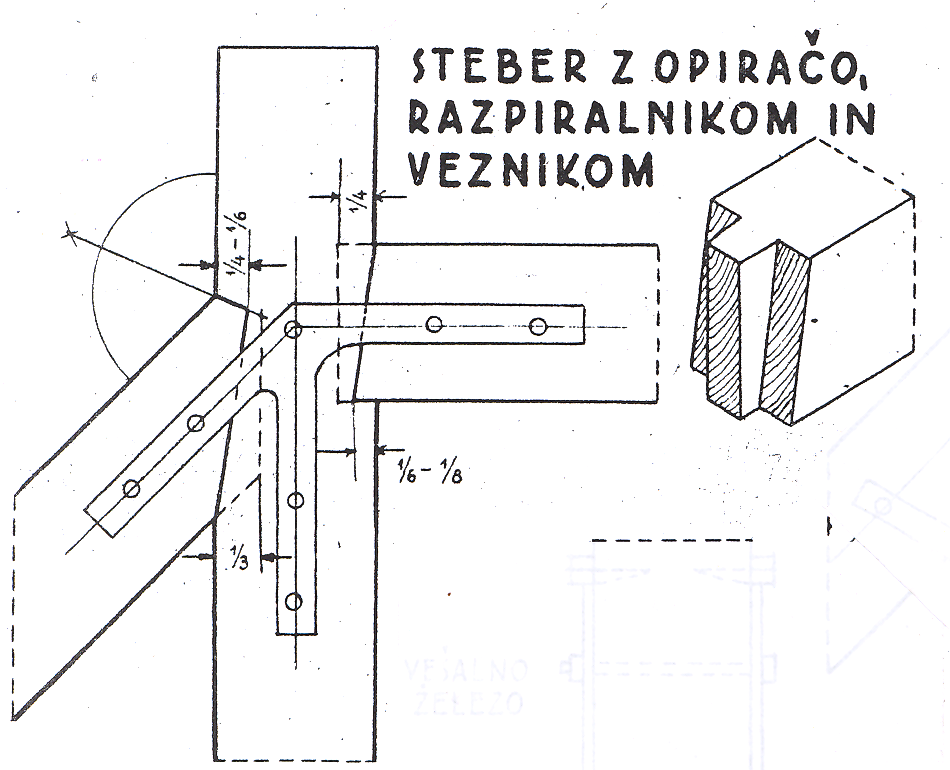 STEBER Z OPIRAČO,
RAZPIRALNIKOM IN
VEZNIKOM
1/4
1/4 - 1/6
1/6 - 1/8
1/3
VEŠALNO
ŽELEZO